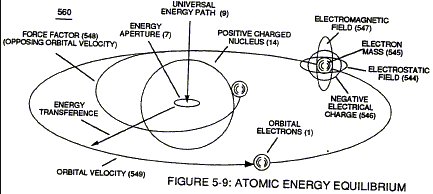 560
UNIVERSAL
ENERGY PATH (9)
ENERGY
APERTURE (7)
FORCE FACTOR (548)
(OPPOSING ORBITAL VELOCITY)
POSITIVE CHARGED
NUCLEUS (14)
ELECTROMAGNETIC
FIELD (547)
ELECTRON
MASS (545)
ELECTROSTATIC
FIELD (544)
NEGATIVE
ELECTRICAL
CHARGE (546)
ENERGY
TRANSFERENCE
ORBITAL
ELECTRONS (1)
ORBITAL VELOCITY (549)
FIGURE 5-9: ATOMIC ENERGY EQUILIBRIUM